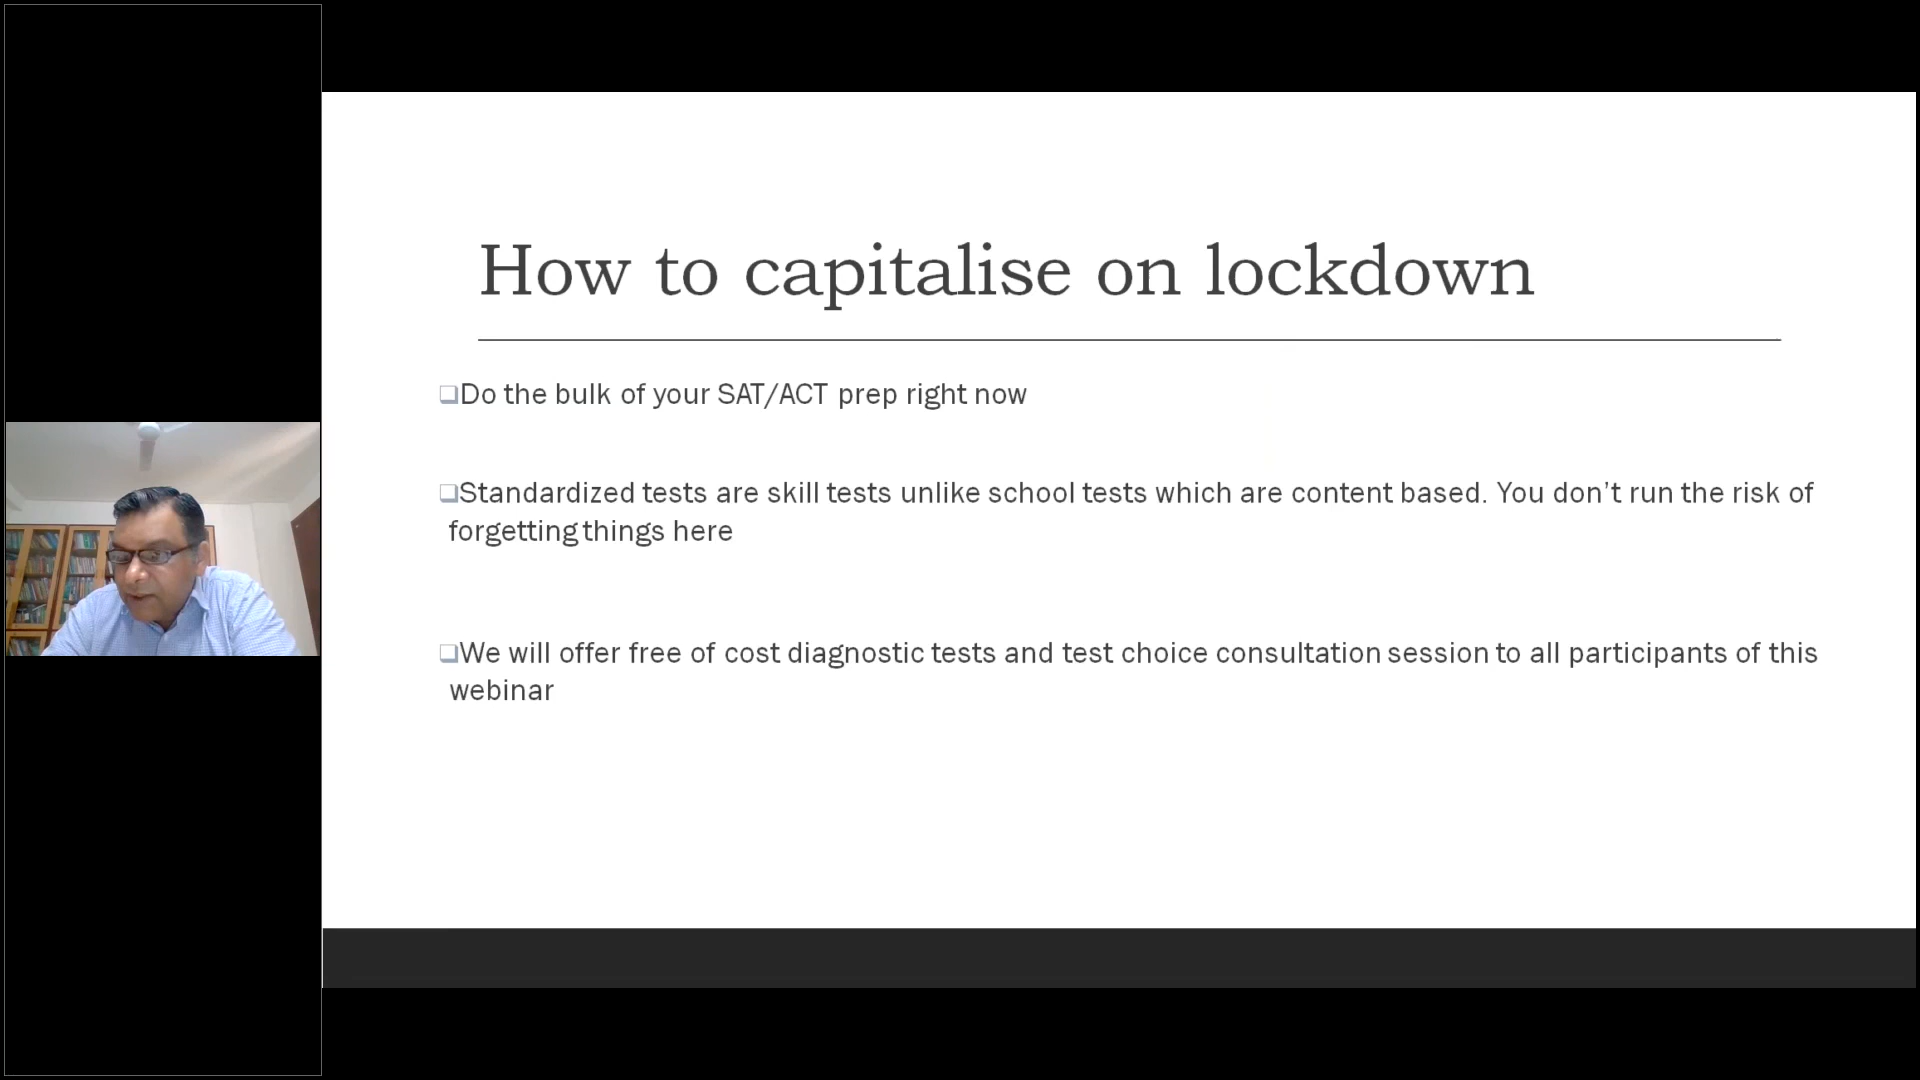 How to capitalise on lockdown
Do the bulk of your SAT/ACT prep right now
Standardized tests are skill tests unlike school tests which are content based. You don’t run the risk of
forgetting things here
We will offer free of cost diagnostic tests and test choice consultation session to all participants of this
webinar